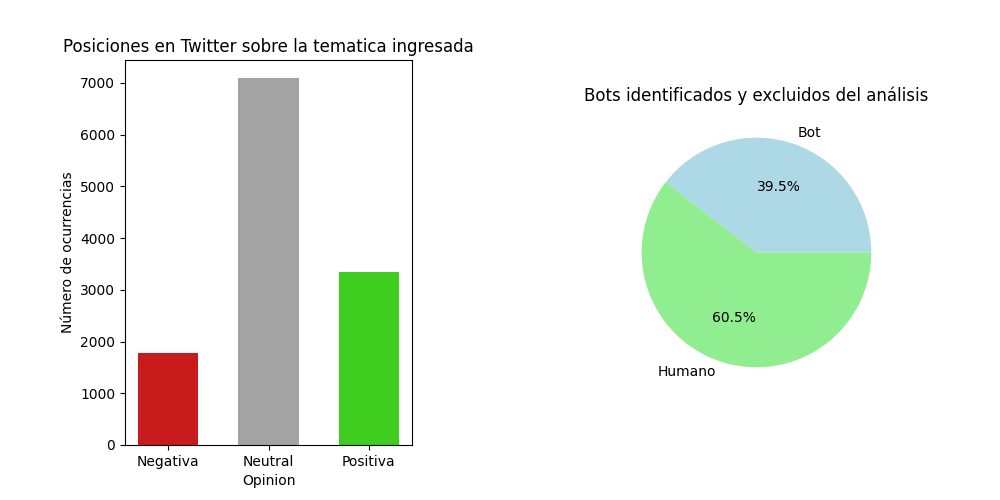 Posiciones en Twitter sobre la tematica ingresada
Número de ocurrencias
7000
6000
5000
4000
3000
2000
1000
0
Negativa
Neutral
Positiva
Opinion
Bots identificados y excluidos del análisis
Bot
39.5%
60.5%
Humano